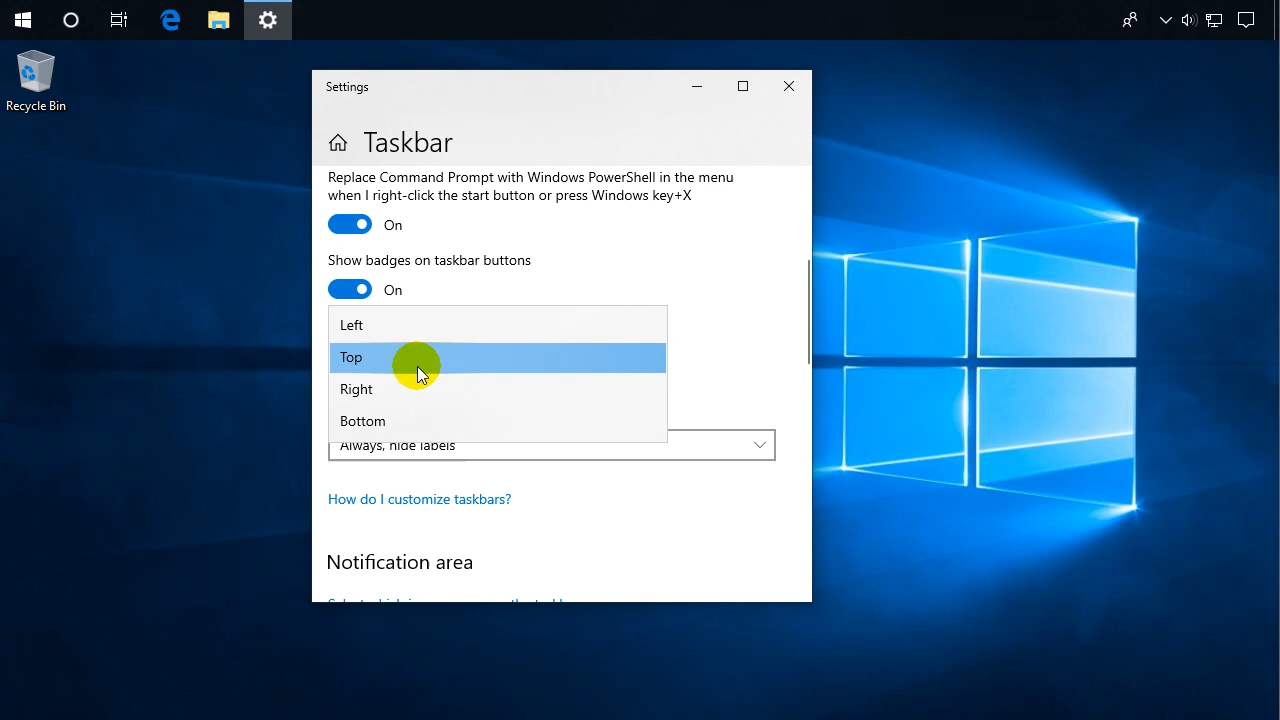 Recycle Bin
Settings
Taskbar
Replace Command Prompt with Windows PowerShell in the menu
when I right-click the start button or press Windows key+X
On
Show badges on taskbar buttons
On
Left
Top
Right
Bottom
Always, hide labels
How do I customize taskbars?
Notification area